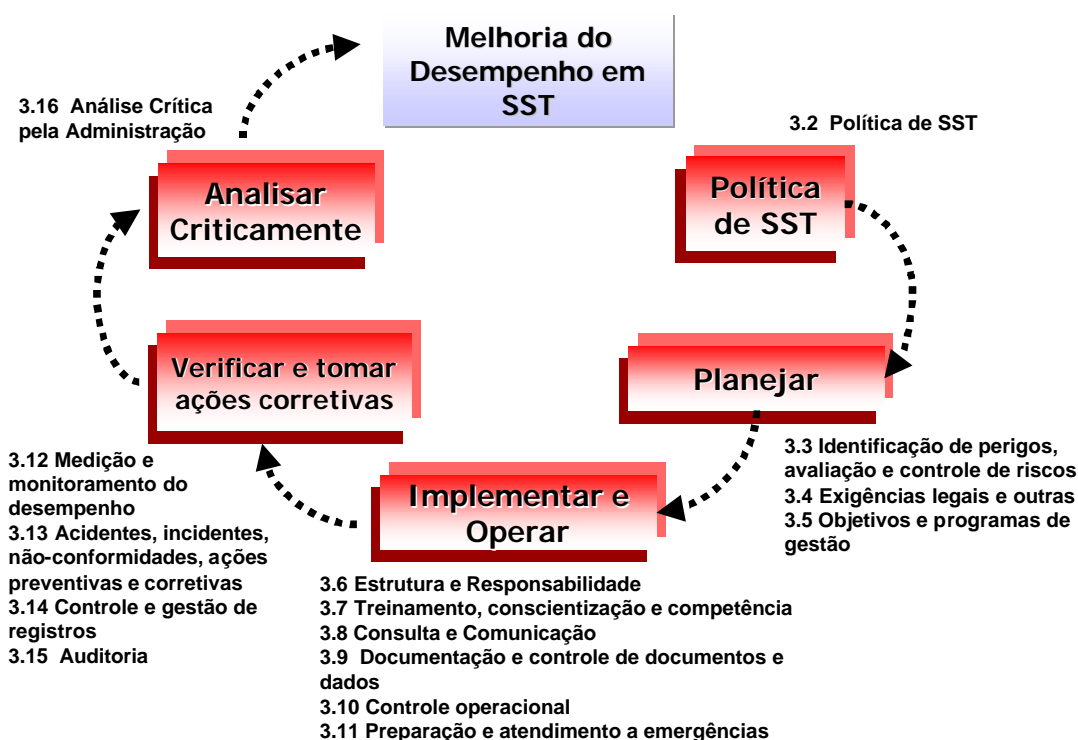 Melhoria do
Desempenho em
SST
3.16 Análise Crítica
pela Administração
3.2 Política de SST
Analisar
Criticamente
Política
de SST
Verificar e tomar
ações corretivas
Planejar
3.3 Identificação de perigos,
avaliação e controle de riscos
3.4 Exigências legais e outras
3.5 Objetivos e programas de
gestão
3.12 Medição e
monitoramento do
desempenho
3.13 Acidentes, incidentes,
não-conformidades, ações
preventivas e corretivas
3.14 Controle e gestão de
registros
3.15 Auditoria
Implementar e
Operar
3.6 Estrutura e Responsabilidade
3.7 Treinamento, conscientização e competência
3.8 Consulta e Comunicação
3.9 Documentação e controle de documentos e
dados
3.10 Controle operacional
3.11 Preparação e atendimento a emergências